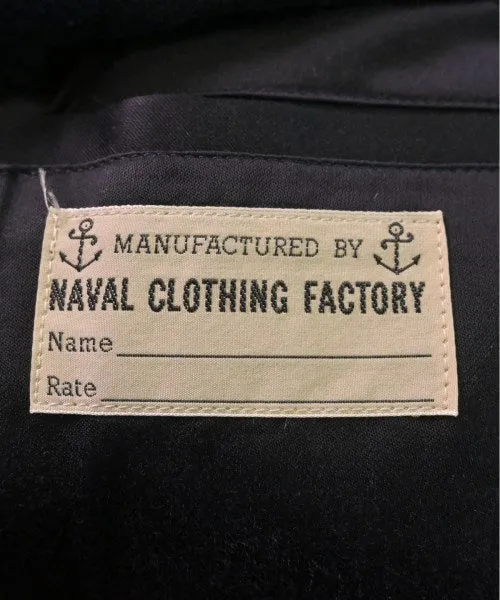 MANUFACTURED BY
NAVAL CLOTHING FACTORY
Name
Rate